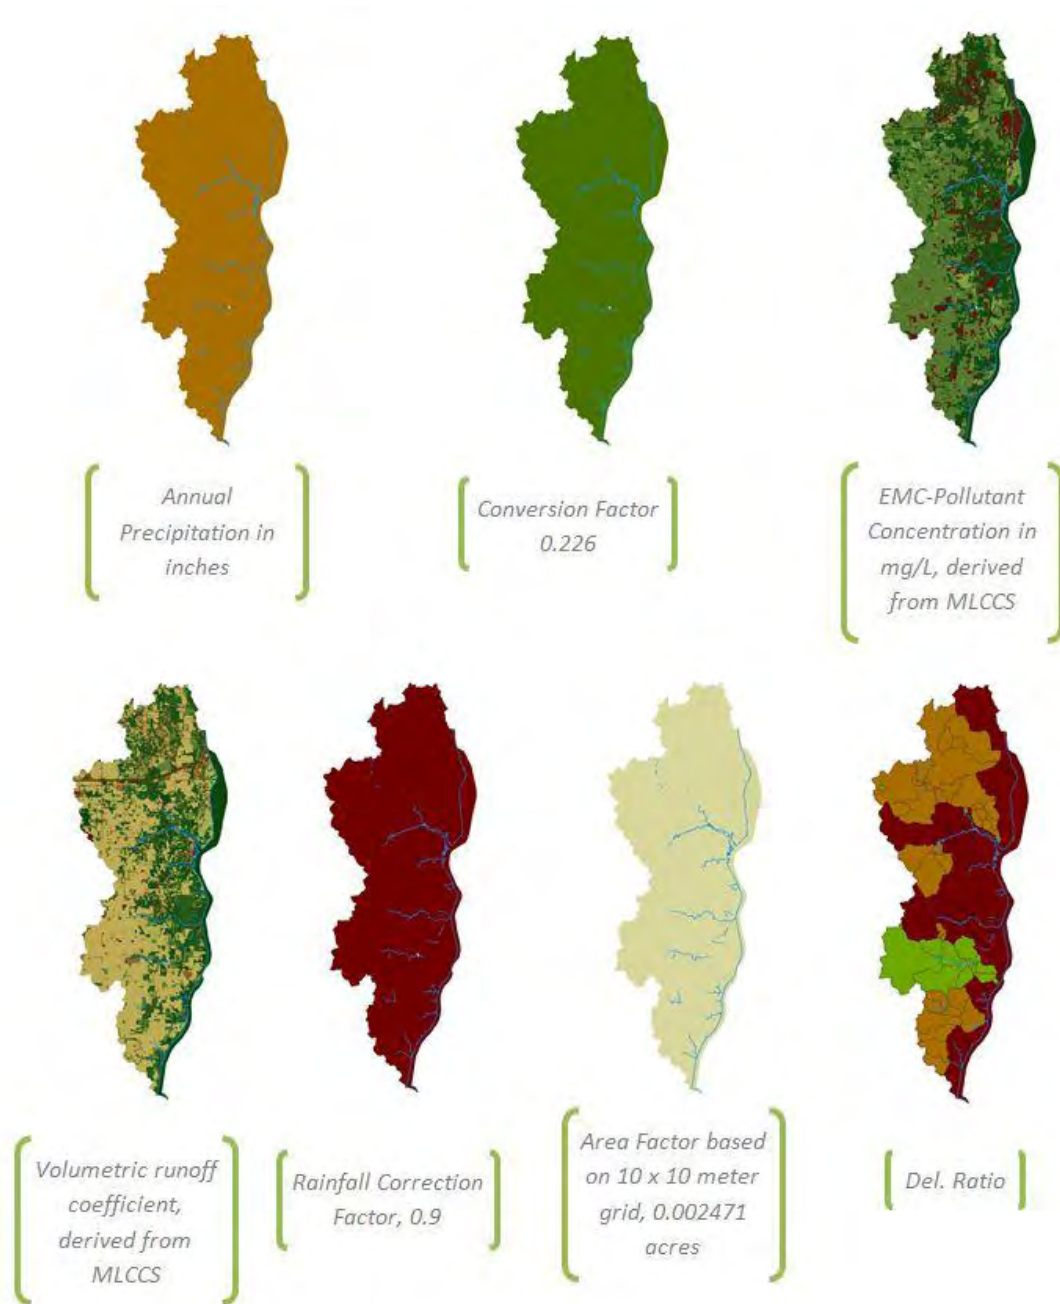 Annual
Precipitation in
inches
Conversion Factor
0.226
EMC-Pollutant
Concentration in
mg/L, derived
from MLCCS
Volumetric runoff
coefficient,
derived from
MLCCS
Rainfall Correction
Factor, 0.9
Area Factor based
on 10 x 10 meter
grid, 0.002471
acres
Del. Ratio